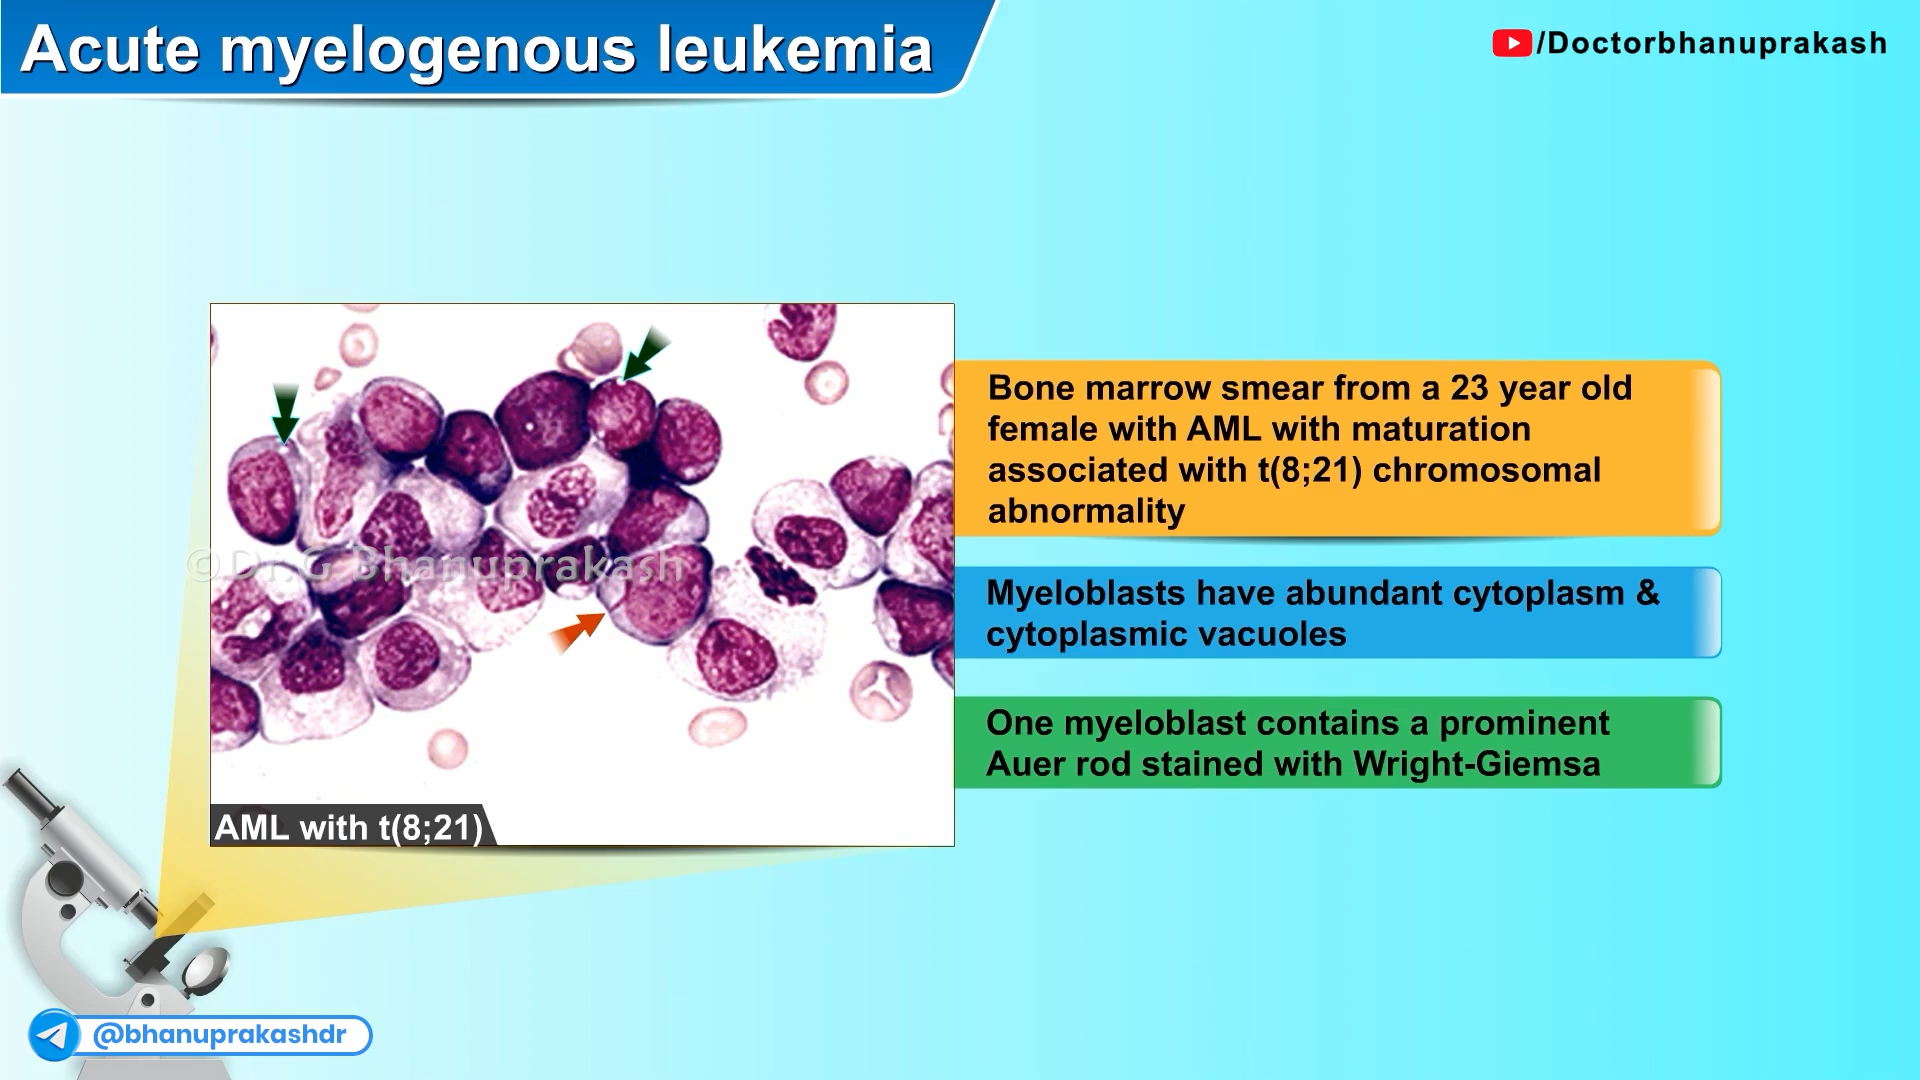 Acute myelogenous leukemia
/Doctorbhanuprakash
Bone marrow smear from a 23 year old
female with AML with maturation
associated with t(8;21) chromosomal
abnormality
©Dr.G Bhanuprakash
Myeloblasts have abundant cytoplasm &
cytoplasmic vacuoles
One myeloblast contains a prominent
Auer rod stained with Wright-Giemsa
AML with t(8;21)
@bhanuprakashdr